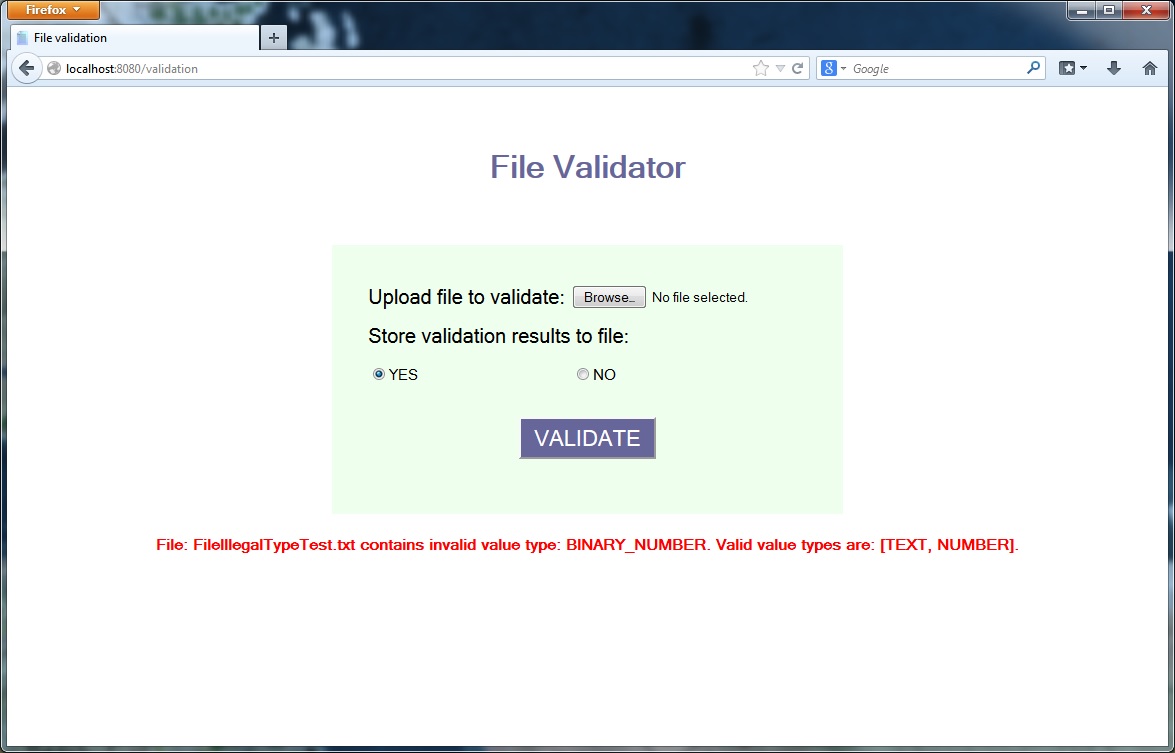 Firefox
File validation
localhost:8080/validation
Google
File Validator
Upload file to validate: Browse_ No file selected.
Store validation results to file:
YES NO
VALIDATE
File: FileIllegalTypeTest.txt contains invalid value type: BINARY_NUMBER. Valid value types are: [TEXT, NUMBER].